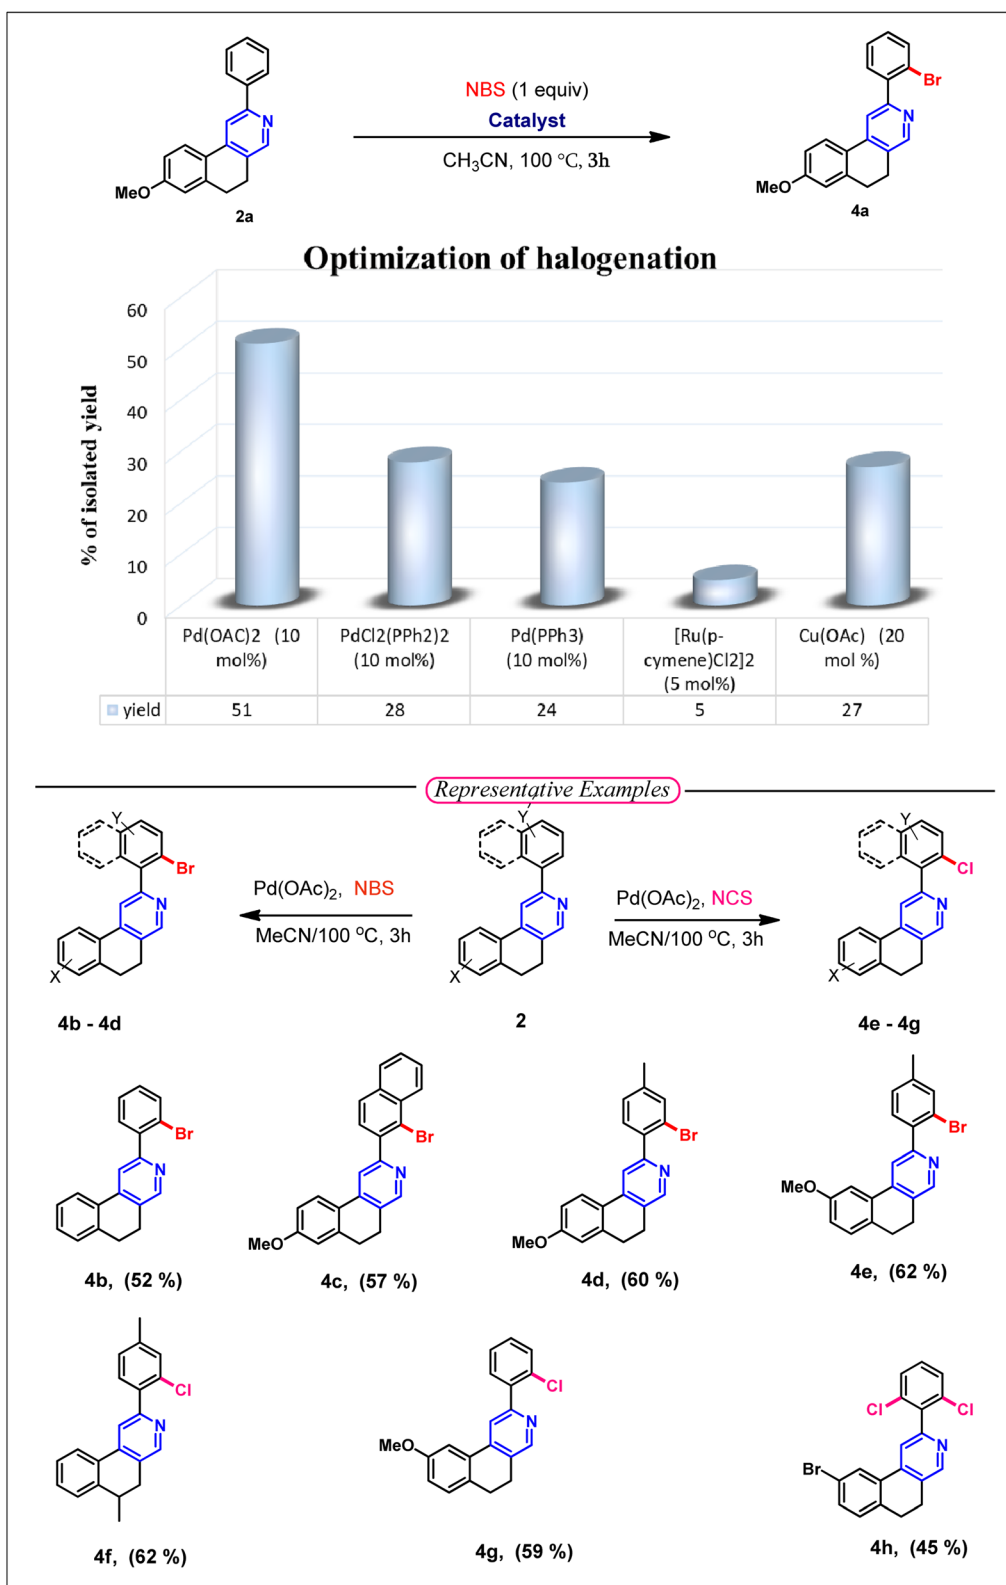 NBS (1 equiv)
Catalyst
CH3CN, 100 °C, 3h
Br
N
MeO
2a
N
MeO
4a
Optimization of halogenation
% of isolated yield
60
50
40
30
20
10
0
Pd(OAC)2 (10 mol%)
PdCl2(PPh2)2 (10 mol%)
Pd(PPh3) (10 mol%)
[Ru(p-cymene)Cl2]2 (5 mol%)
Cu(OAc) (20 mol %)
yield 51 28 24 5 27
Representative Examples
Y
Br
N
X
4b - 4d
Pd(OAc)2, NBS
MeCN/100 °C, 3h
Y
N
X
2
Pd(OAc)2, NCS
MeCN/100 °C, 3h
Y
Cl
N
X
4e - 4g
Br
N
4b, (52 %)
Br
N
MeO
4c, (57 %)
Br
N
MeO
4d, (60 %)
Br
N
MeO
4e, (62 %)
Cl
N
4f, (62 %)
Cl
N
MeO
4g, (59 %)
Cl
Cl
N
Br
4h, (45 %)